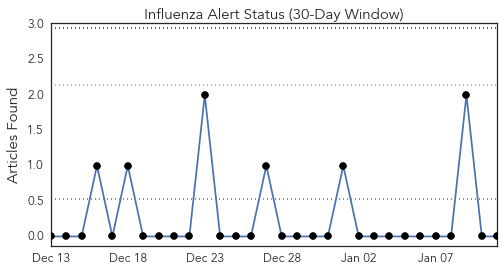 Influenza Alert Status (30-Day Window)
3.0
2.5
2.0
1.5
1.0
0.5
0.0
Articles Found
Dec 13 Dec 18 Dec 23 Dec 28 Jan 02 Jan 07